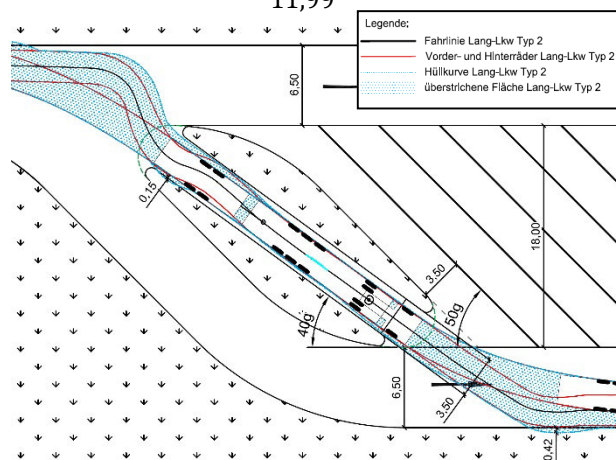 11,99
Legende:
Fahrlinie Lang-Lkw Typ 2
Vorder- und Hinterräder Lang-Lkw Typ 2
Hüllkurve Lang-Lkw Typ 2
überstrichene Fläche Lang-Lkw Typ 2
6,50
0,15
18,00
3,50
40g
50g
6,50
3,50
0,42